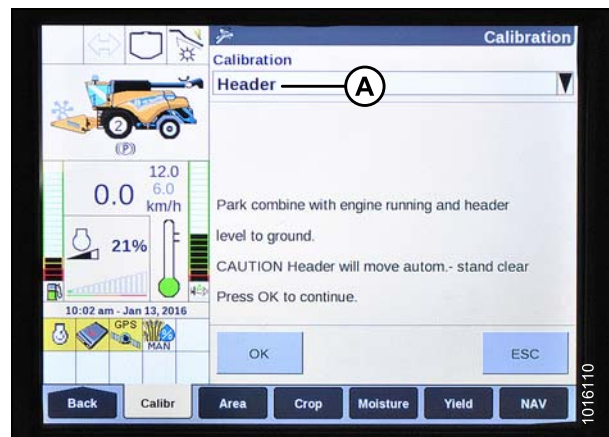 Calibration
Calibration
Header
A
2
(P)
12.0
6.0
0.0 km/h
21%
Park combine with engine running and header
level to ground.
CAUTION Header will move autom.- stand clear
Press OK to continue.
10:02 am - Jan 13, 2016
GPS
MAN
OK
ESC
Back
Calibr
Area
Crop
Moisture
Yield
NAV
1016110